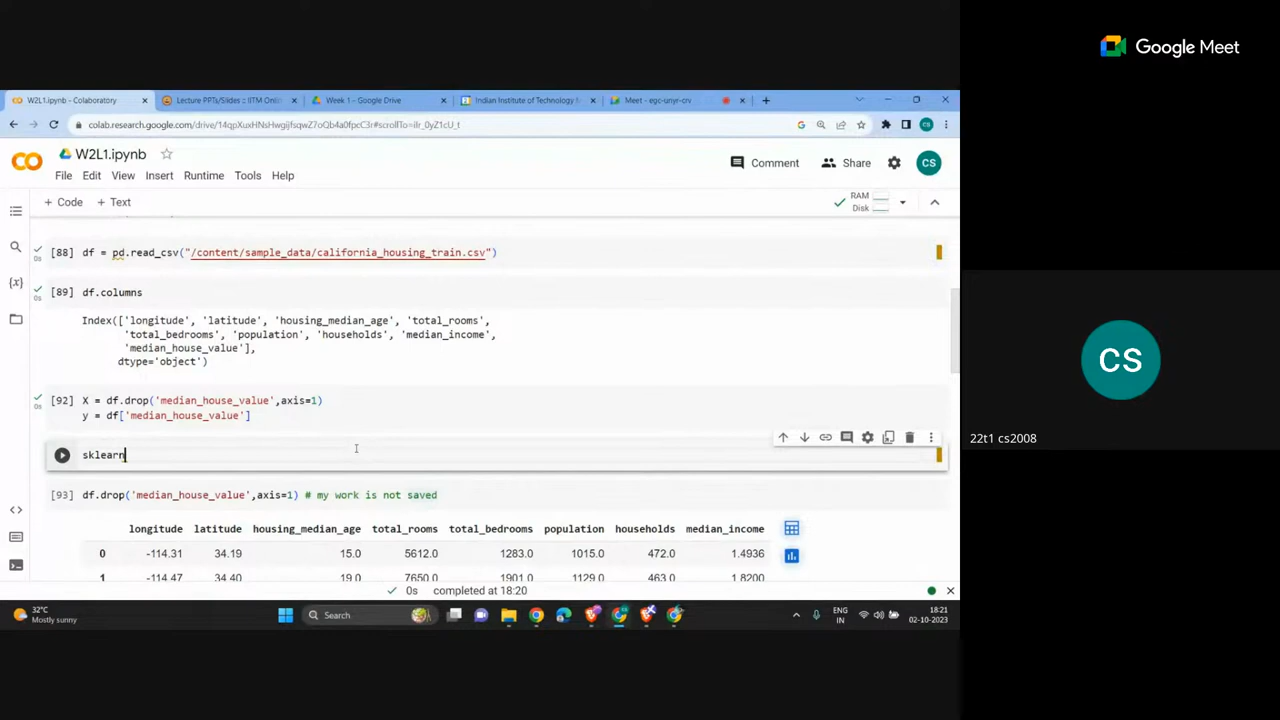 Google Meet
W2L1.ipynb - Colaboratory
Lecture PPTs/Slides :: IITM Onli
Week 1 - Google Drive
Indian Institute of Technology
Meet - egc-unyr-crv
colab.research.google.com/drive/
W2L1.ipynb
Comment
Share
CS
File Edit View Insert Runtime Tools Help
+ Code + Text
RAM
Disk
[88] df = pd.read_csv("/content/sample_data/california_housing_train.csv")
[89] df.columns
Index(['longitude', 'latitude', 'housing_median_age', 'total_rooms',
'total_bedrooms', 'population', 'households', 'median_income',
'median_house_value'],
dtype='object')
[92] X = df.drop('median_house_value',axis=1)
y = df['median_house_value']
sklearn
[93] df.drop('median_house_value',axis=1) # my work is not saved
longitude latitude housing_median_age total_rooms total_bedrooms population households median_income
0 -114.31 34.19 15.0 5612.0 1283.0 1015.0 472.0 1.4936
1 -114.47 34.40 19.0 7650.0 1901.0 1129.0 463.0 1.8200
0s completed at 18:20
32°C
Mostly sunny
Search
ENG
IN
18:21
02-10-2023
CS
22t1 cs2008